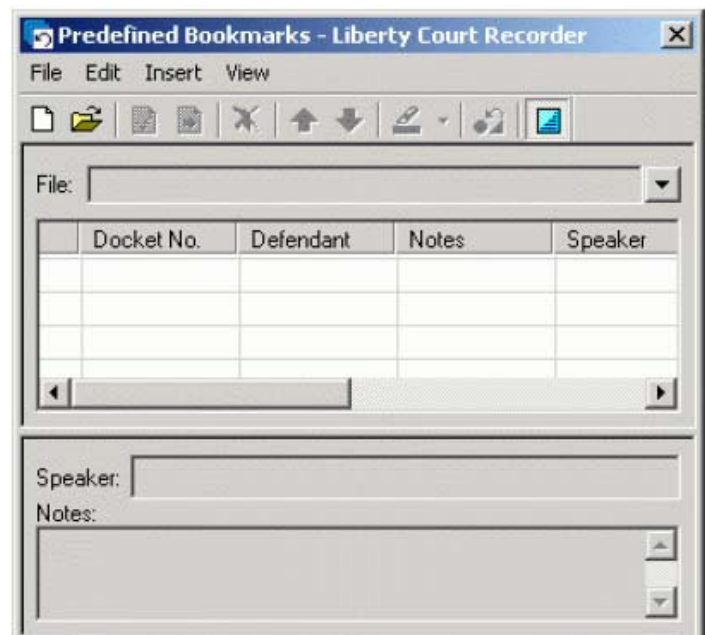 Predefined Bookmarks - Liberty Court Recorder
File Edit Insert View
File:
Docket No. Defendant Notes Speaker
Speaker:
Notes: